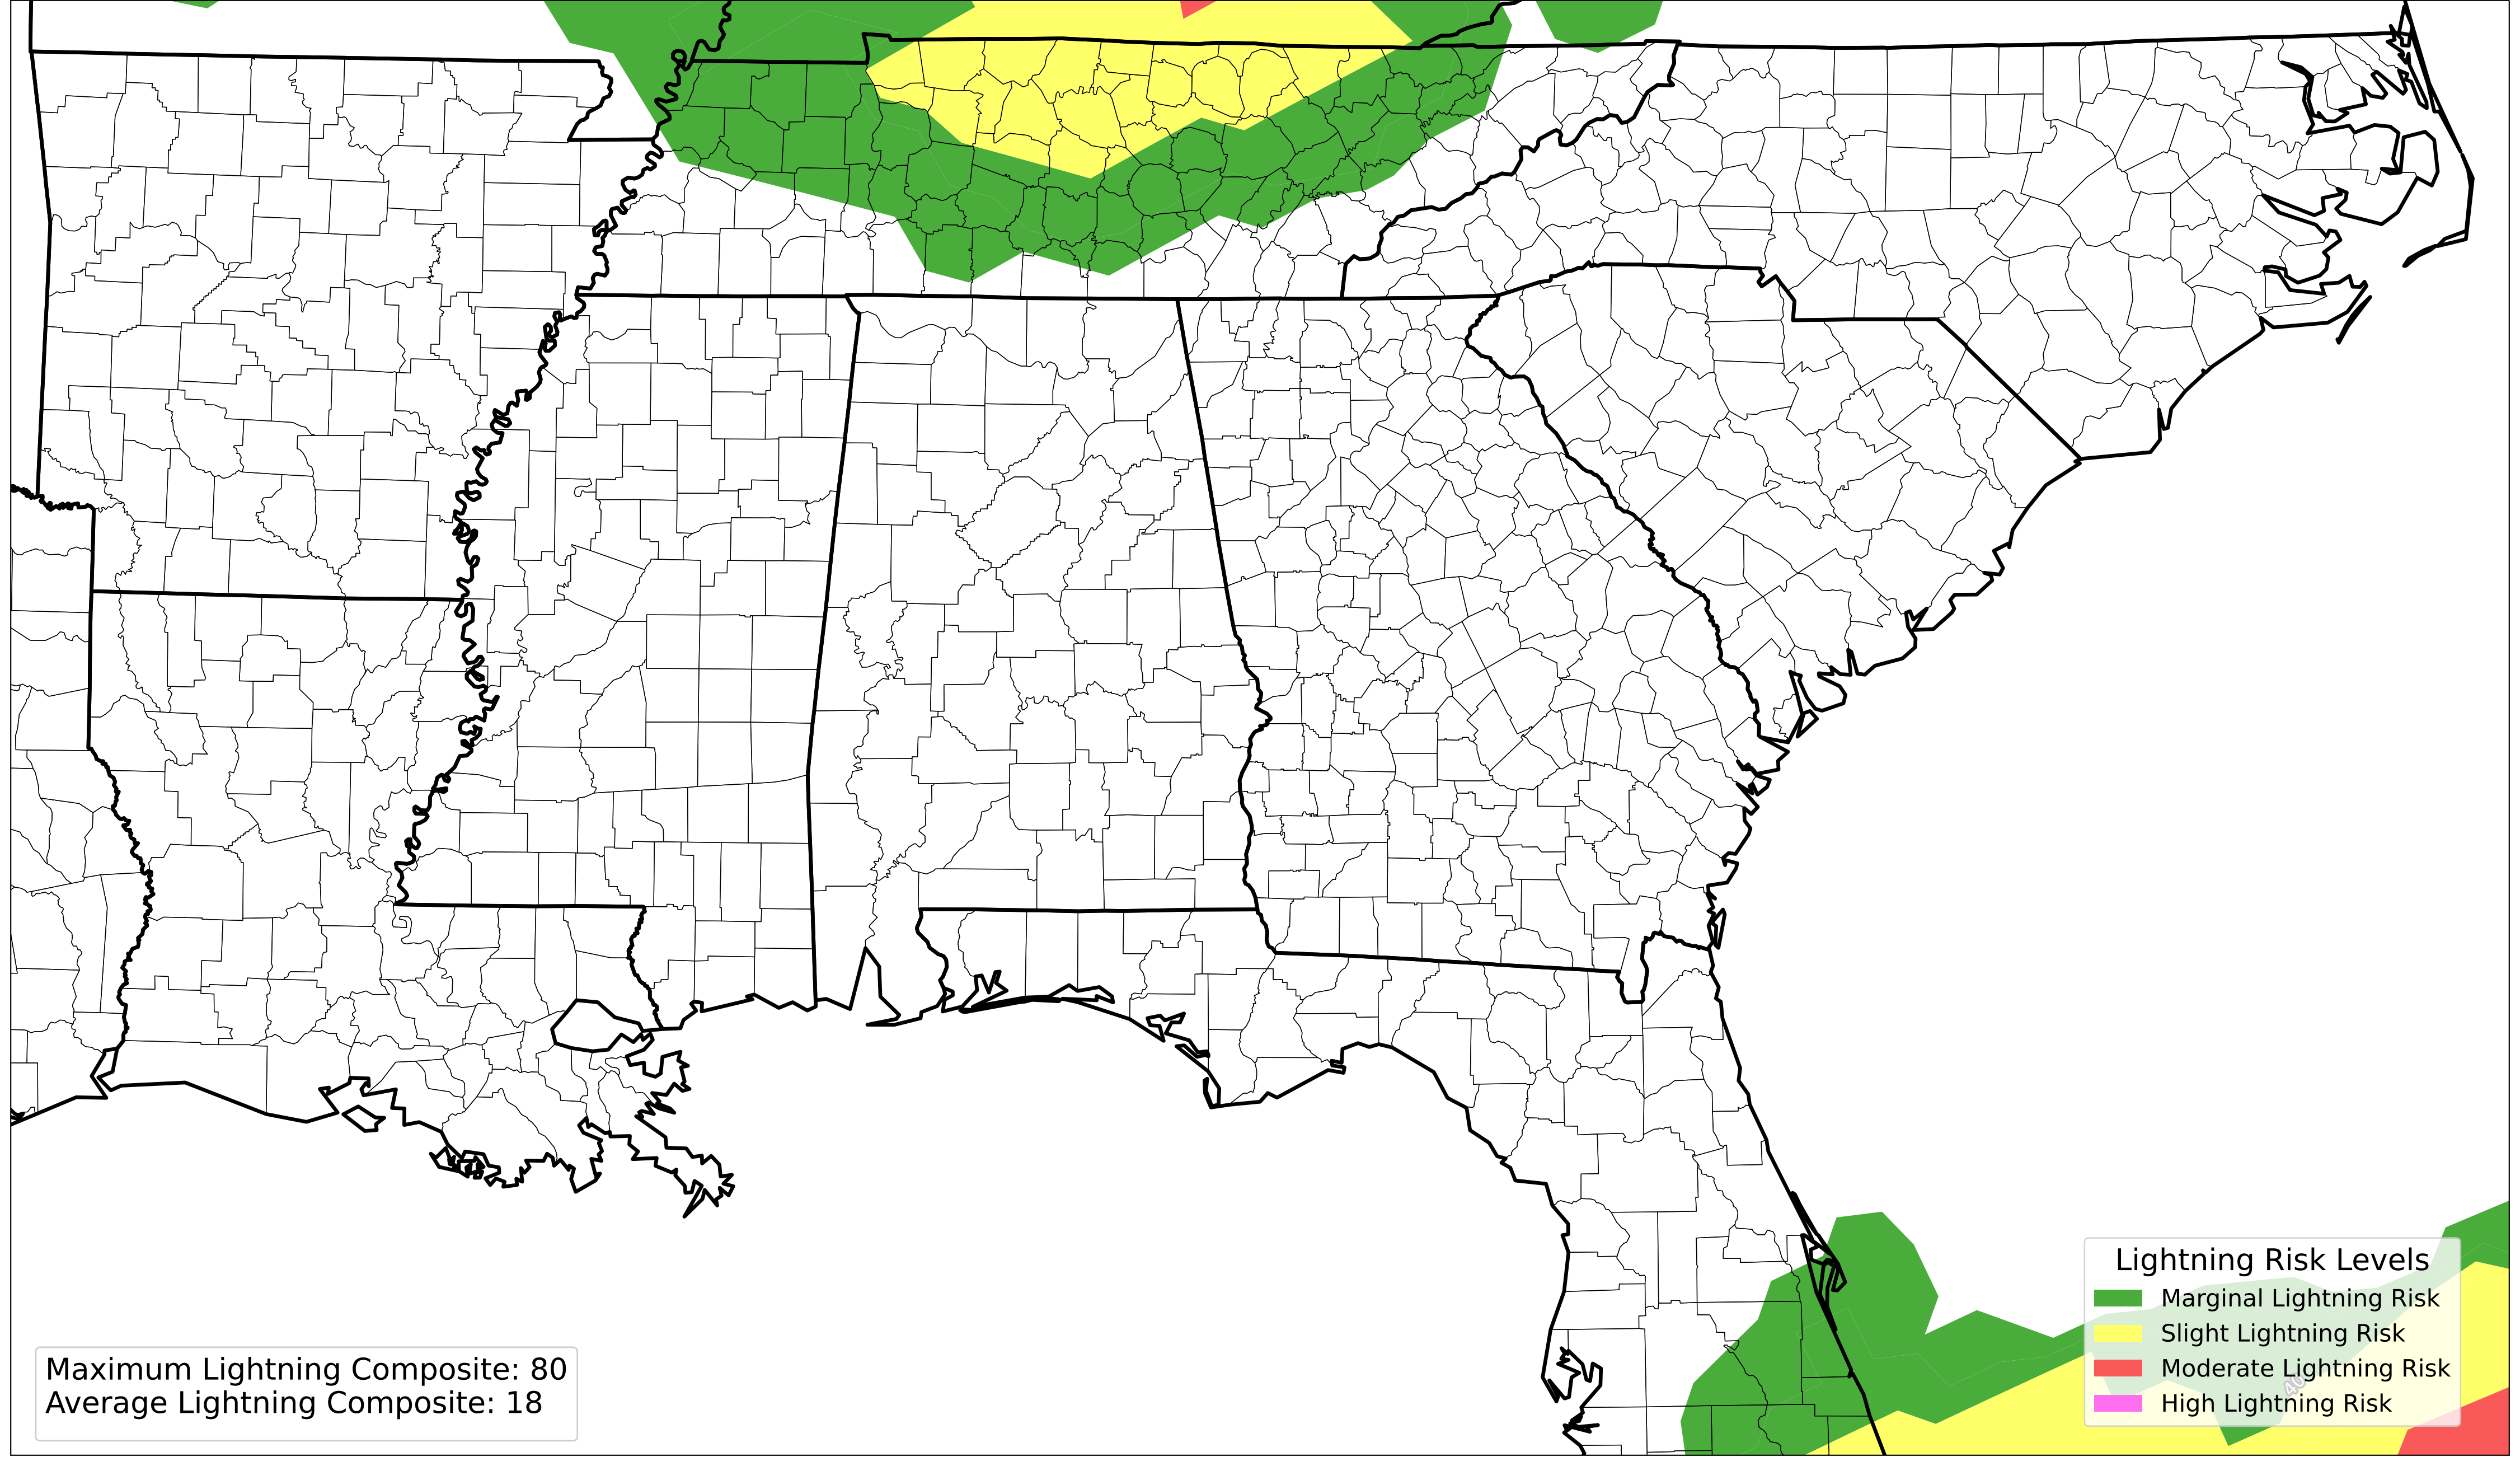 Lightning Risk Levels
Marginal Lightning Risk
Slight Lightning Risk
Moderate Lightning Risk
High Lightning Risk
40
Maximum Lightning Composite: 80
Average Lightning Composite: 18